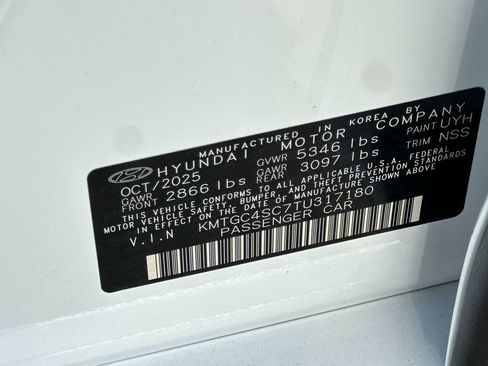 MANUFACTURED IN KOREA BY
HYUNDAI MOTOR COMPANY
OCT/2025 GVWR 5346 lbs PAINT UYH
GAWR FRONT 2866 lbs GAWR REAR 3097 lbs TRIM NSS
THIS VEHICLE CONFORMS TO ALL APPLICABLE U.S.A. FEDERAL
MOTOR VEHICLE SAFETY, BUMPER, AND THEFT PREVENTION STANDARDS
IN EFFECT ON THE DATE OF MANUFACTURE SHOWN ABOVE.
V.I.N KMTGC4SC7TU317180
PASSENGER CAR